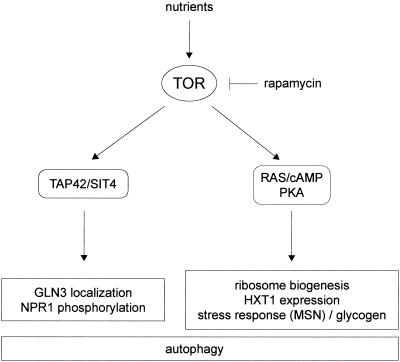 nutrients
TOR
rapamycin
TAP42/SIT4
RAS/cAMP
PKA
GLN3 localization
NPR1 phosphorylation
ribosome biogenesis
HXT1 expression
stress response (MSN) / glycogen
autophagy